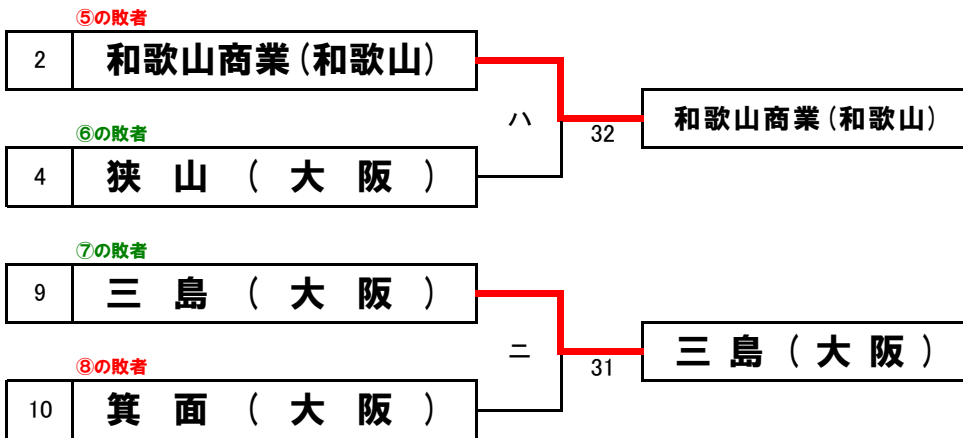 ⑤の敗者
2 和歌山商業(和歌山)
ハ
32
和歌山商業(和歌山)
⑥の敗者
4 狭山(大阪)
⑦の敗者
9 三島(大阪)
ニ
31
三島(大阪)
⑧の敗者
10 箕面(大阪)